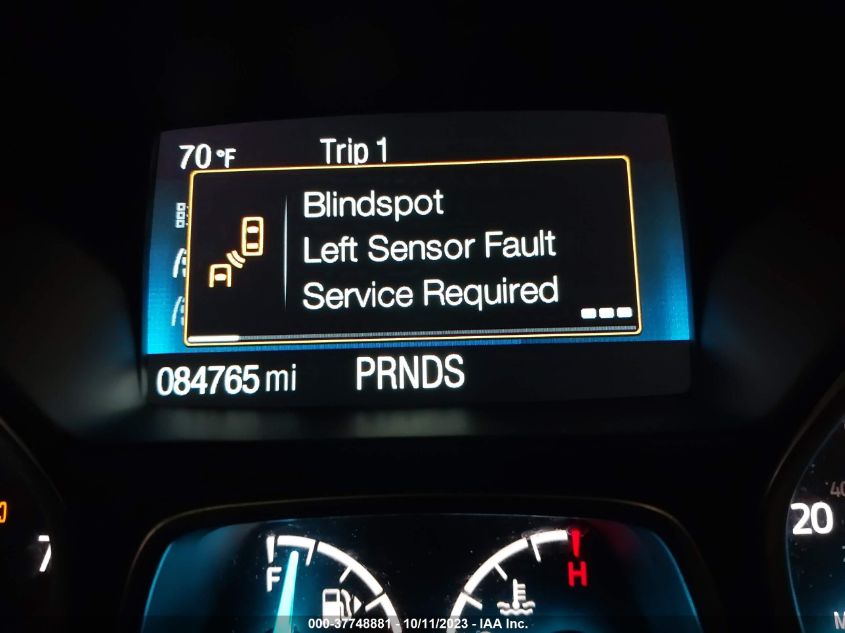 70°F Trip 1
Blindspot
Left Sensor Fault
Service Required
084765 mi PRNDS
20
7
F
H
000-37748881 - 10/11/2023 - IAA Inc.